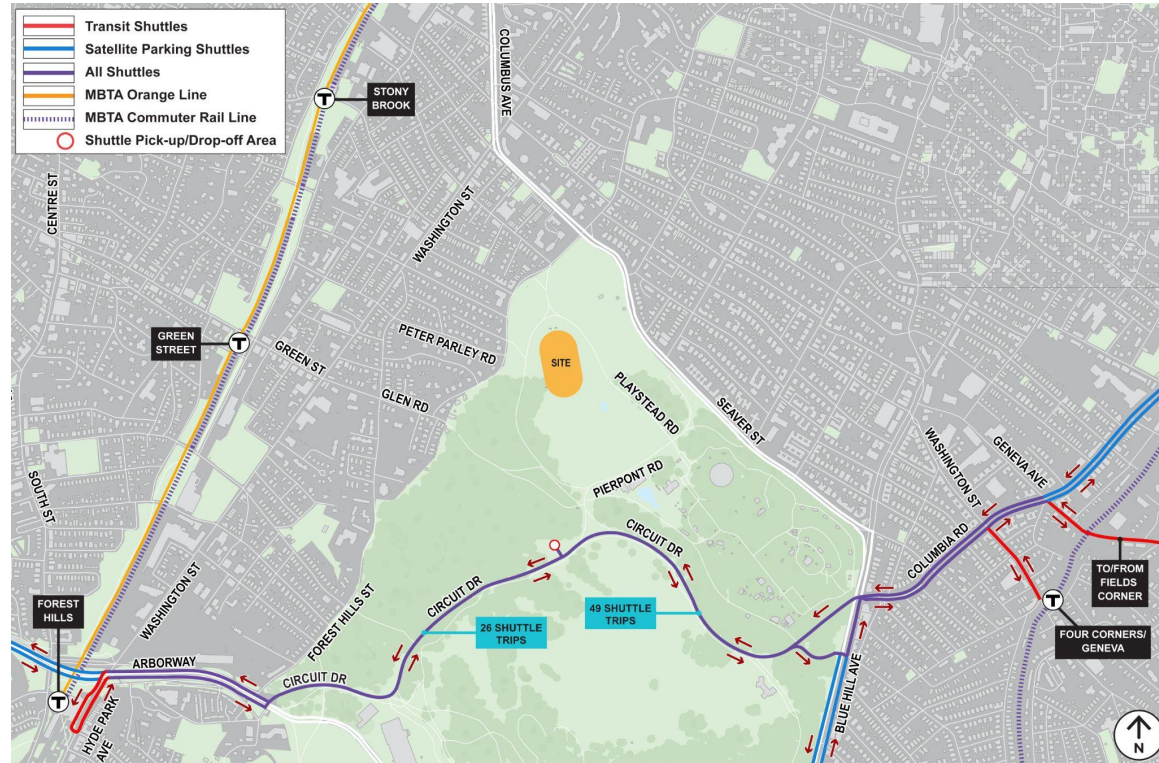 Transit Shuttles
Satellite Parking Shuttles
All Shuttles
MBTA Orange Line
MBTA Commuter Rail Line
Shuttle Pick-up/Drop-off Area
COLUMBUS AVE
T
STONY
BROOK
CENTRE ST
WASHINGTON ST
GREEN
STREET
T
GREEN ST
PETER PARLEY RD
GLEN RD
SITE
PLAYSTEAD RD
SEAVER ST
PIERPONT RD
WASHINGTON ST
GENEVA AVE
SOUTH ST
CIRCUIT DR
COLUMBIA RD
TO/FROM
FIELDS
CORNER
WASHINGTON ST
FOREST HILLS ST
CIRCUIT DR
26 SHUTTLE
TRIPS
49 SHUTTLE
TRIPS
T
FOUR CORNERS/
GENEVA
FOREST
HILLS
T
ARBORWAY
CIRCUIT DR
BLUE HILL AVE
HYDE PARK
AVE
N